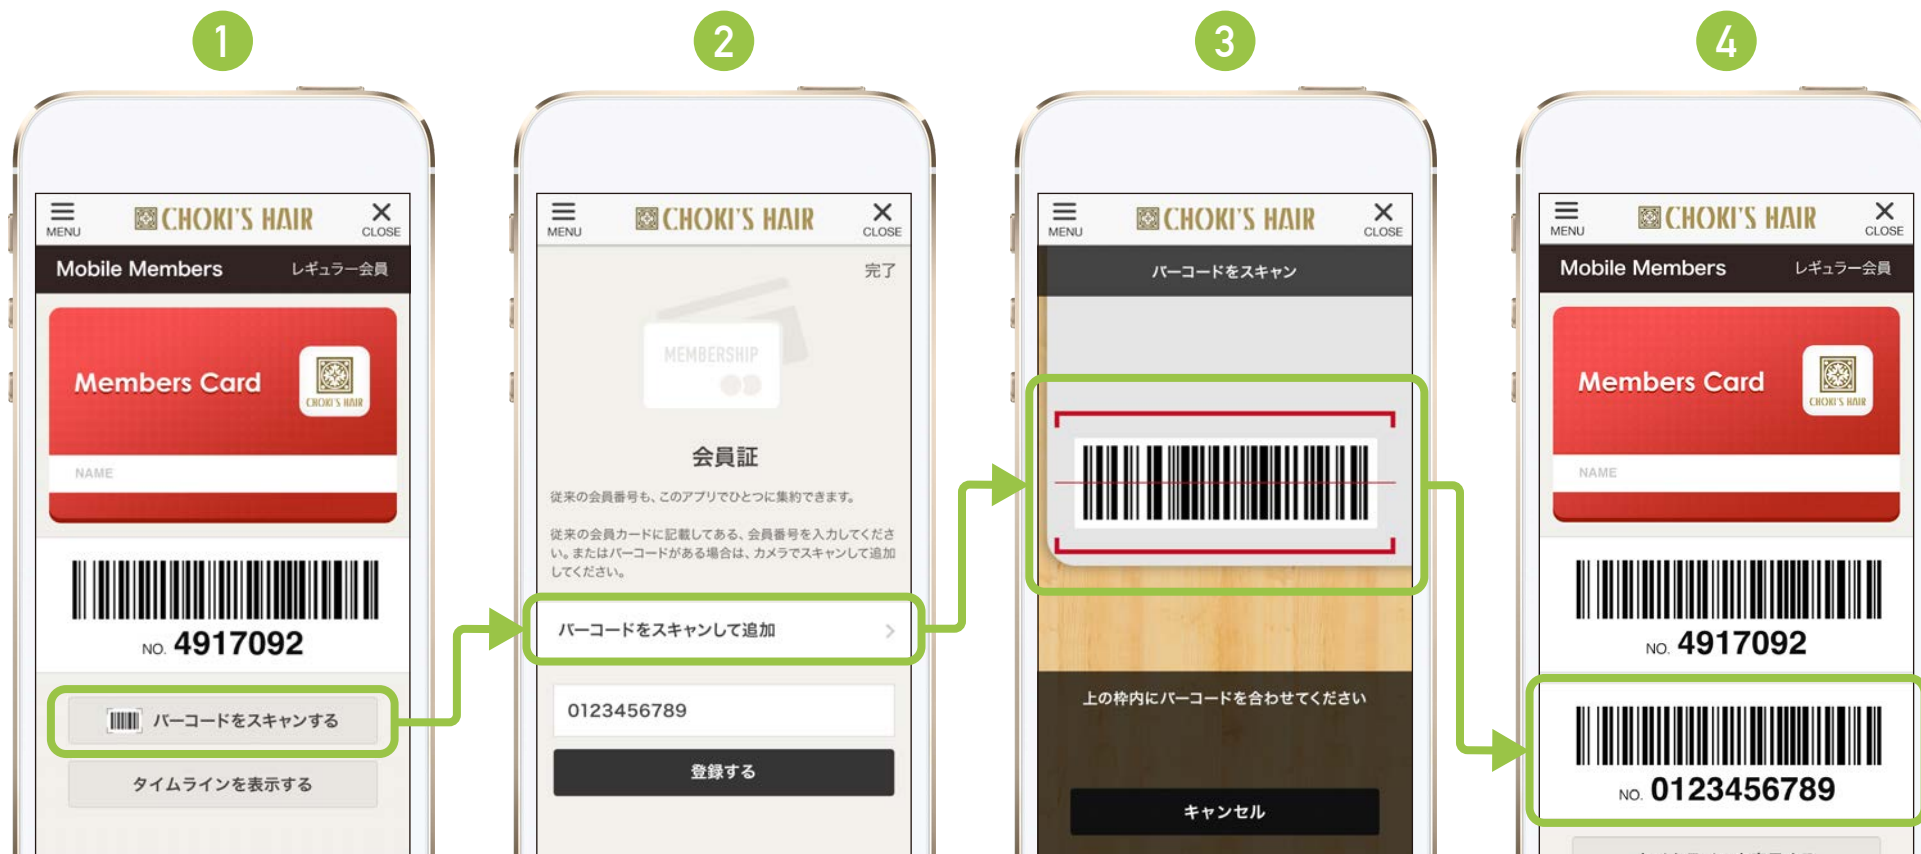 1
MENU
CHOKI'S HAIR
CLOSE
Mobile Members
レギュラー会員
Members Card
CHOKI'S HAIR
NAME
NO. 4917092
バーコードをスキャンする
タイムラインを表示する
2
MENU
CHOKI'S HAIR
CLOSE
完了
MEMBERSHIP
会員証
従来の会員番号も、このアプリでひとつに集約できます。
従来の会員カードに記載してある、会員番号を入力してくださ
い。またはバーコードがある場合は、カメラでスキャンして追加
してください。
バーコードをスキャンして追加
0123456789
登録する
3
MENU
CHOKI'S HAIR
CLOSE
バーコードをスキャン
上の枠内にバーコードを合わせてください
キャンセル
4
MENU
CHOKI'S HAIR
CLOSE
Mobile Members
レギュラー会員
Members Card
CHOKI'S HAIR
NAME
NO. 4917092
NO. 0123456789